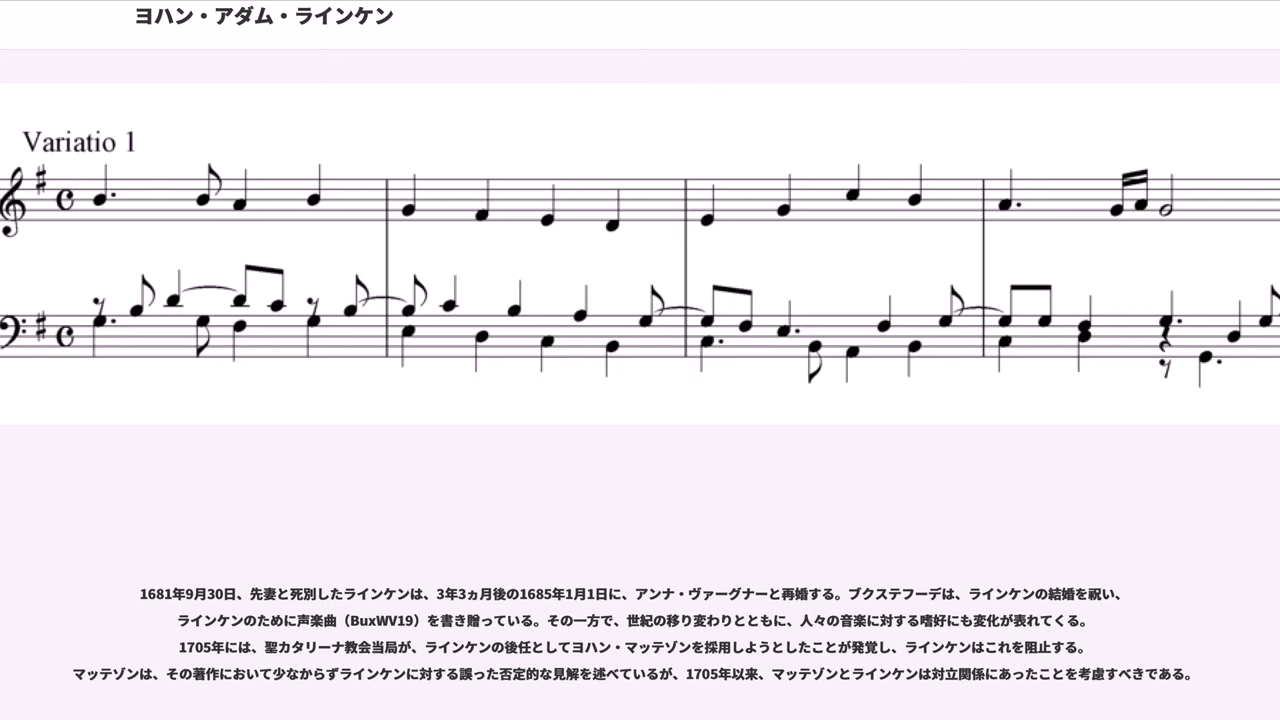 ヨハン・アダム・ラインケン
Variatio 1
1681年9月30日、先妻と死別したラインケンは、3年3ヵ月後の1685年1月1日に、アンナ・ヴァーグナーと再婚する。ブクステフーデは、ラインケンの結婚を祝い、
ラインケンのために声楽曲（BuxWV19）を書き贈っている。その一方で、世紀の移り変わりとともに、人々の音楽に対する嗜好にも変化が表れてくる。
1705年には、聖カタリーナ教会当局が、ラインケンの後任としてヨハン・マッテゾンを採用しようとしたことが発覚し、ラインケンはこれを阻止する。
マッテゾンは、その著作において少なからずラインケンに対する誤った否定的な見解を述べているが、1705年以来、マッテゾンとラインケンは対立関係にあったことを考慮すべきである。